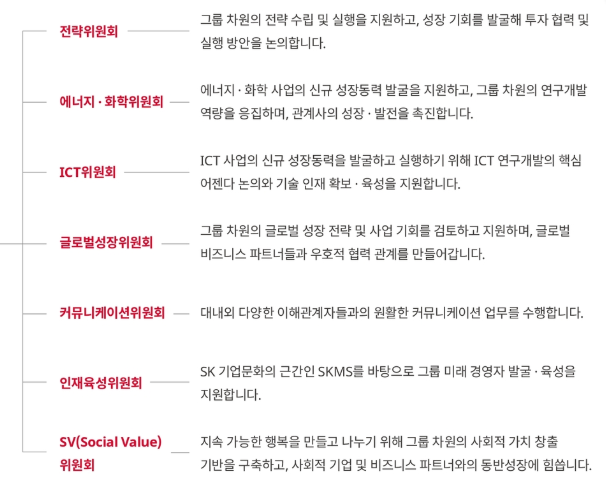 전략위원회
그룹 차원의 전략 수립 및 실행을 지원하고, 성장 기회를 발굴해 투자 협력 및
실행 방안을 논의합니다.
에너지 · 화학위원회
에너지 · 화학 사업의 신규 성장동력 발굴을 지원하고, 그룹 차원의 연구개발
역량을 응집하며, 관계사의 성장 · 발전을 촉진합니다.
ICT위원회
ICT 사업의 신규 성장동력을 발굴하고 실행하기 위해 ICT 연구개발의 핵심
어젠다 논의와 기술 인재 확보 · 육성을 지원합니다.
글로벌성장위원회
그룹 차원의 글로벌 성장 전략 및 사업 기회를 검토하고 지원하며, 글로벌
비즈니스 파트너들과 우호적 협력 관계를 만들어갑니다.
커뮤니케이션위원회
대내외 다양한 이해관계자들과의 원활한 커뮤니케이션 업무를 수행합니다.
인재육성위원회
SK 기업문화의 근간인 SKMS를 바탕으로 그룹 미래 경영자 발굴 · 육성을
지원합니다.
SV(Social Value)
위원회
지속 가능한 행복을 만들고 나누기 위해 그룹 차원의 사회적 가치 창출
기반을 구축하고, 사회적 기업 및 비즈니스 파트너와의 동반성장에 힘씁니다.